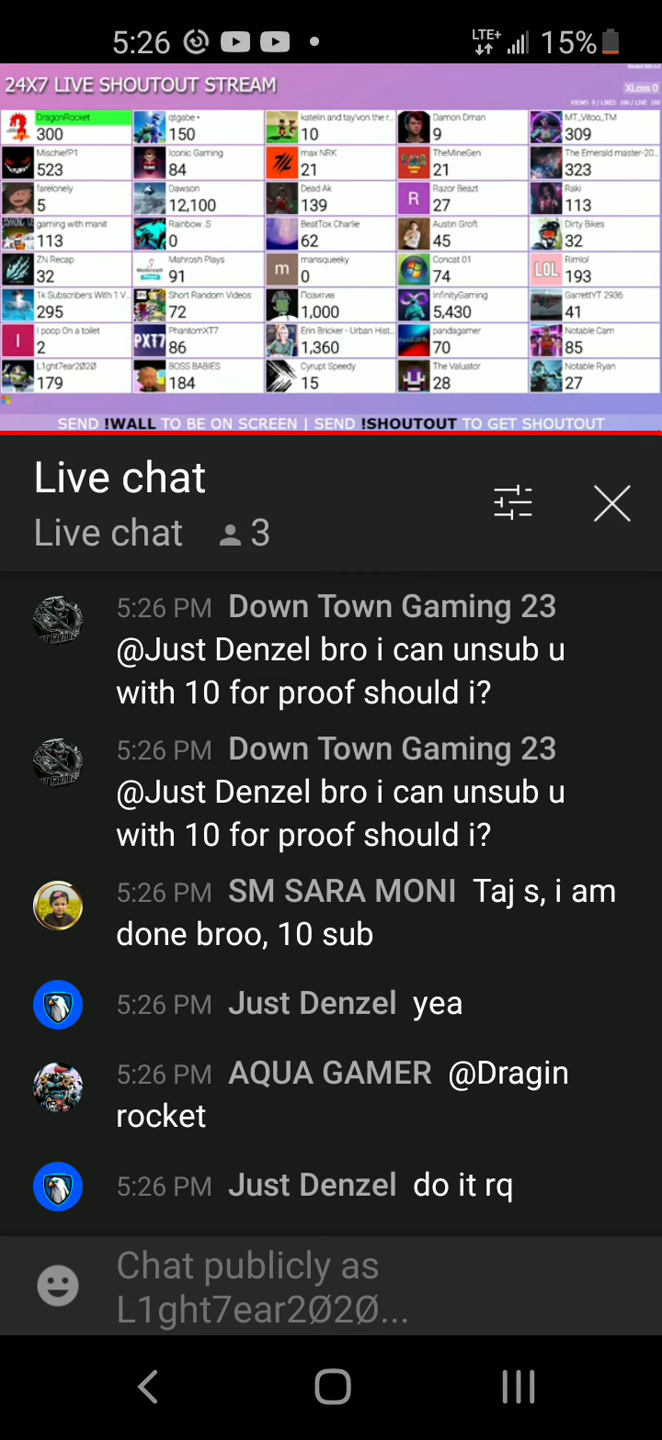 5:26
LTE+
15%
24X7 LIVE SHOUTOUT STREAM
XLoss 0
VIEWS 0 / LIKES 100 / LIVE 100
DragonRocket
qtgabe •
katelin and tay'von the r...
Damon Dman
MT_Vitoo_TM
300
150
10
9
309
MischiefP1
Iconic Gaming
max NRK
TheMineGen
The Emerald master-20...
523
84
21
21
323
farelonely
Dawson
Dead Ak
Razor Beazt
Raki
5
12,100
139
R
27
113
gaming with manit
Rainbow .S
BeatTox Charlie
Austin Groft
Dirty Bikes
113
0
62
45
32
ZN Recap
Mahrosh Plays
mansqueeky
Concat 01
Rimiol
32
91
m
0
74
LOL
193
1k Subscribers With 1 V...
Short Random Videos
Позитив
InfinityGaming
GarrettYT 2936
295
72
1,000
5,430
41
I poop On a toilet
PhantomXT7
Erin Bricker - Urban Hist...
pandagamer
Notable Cam
I
2
PXT7
86
1,360
70
85
L1ght7ear2Ø2Ø
BOSS BABIES
Cyrupt Speedy
The Valuator
Notable Ryan
179
184
15
28
27
SEND !WALL TO BE ON SCREEN | SEND !SHOUTOUT TO GET SHOUTOUT
Live chat
Live chat 3
5:26 PM Down Town Gaming 23
@Just Denzel bro i can unsub u
with 10 for proof should i?
5:26 PM Down Town Gaming 23
@Just Denzel bro i can unsub u
with 10 for proof should i?
5:26 PM SM SARA MONI Taj s, i am
done broo, 10 sub
5:26 PM Just Denzel yea
5:26 PM AQUA GAMER @Dragin
rocket
5:26 PM Just Denzel do it rq
Chat publicly as
L1ght7ear2Ø2Ø...